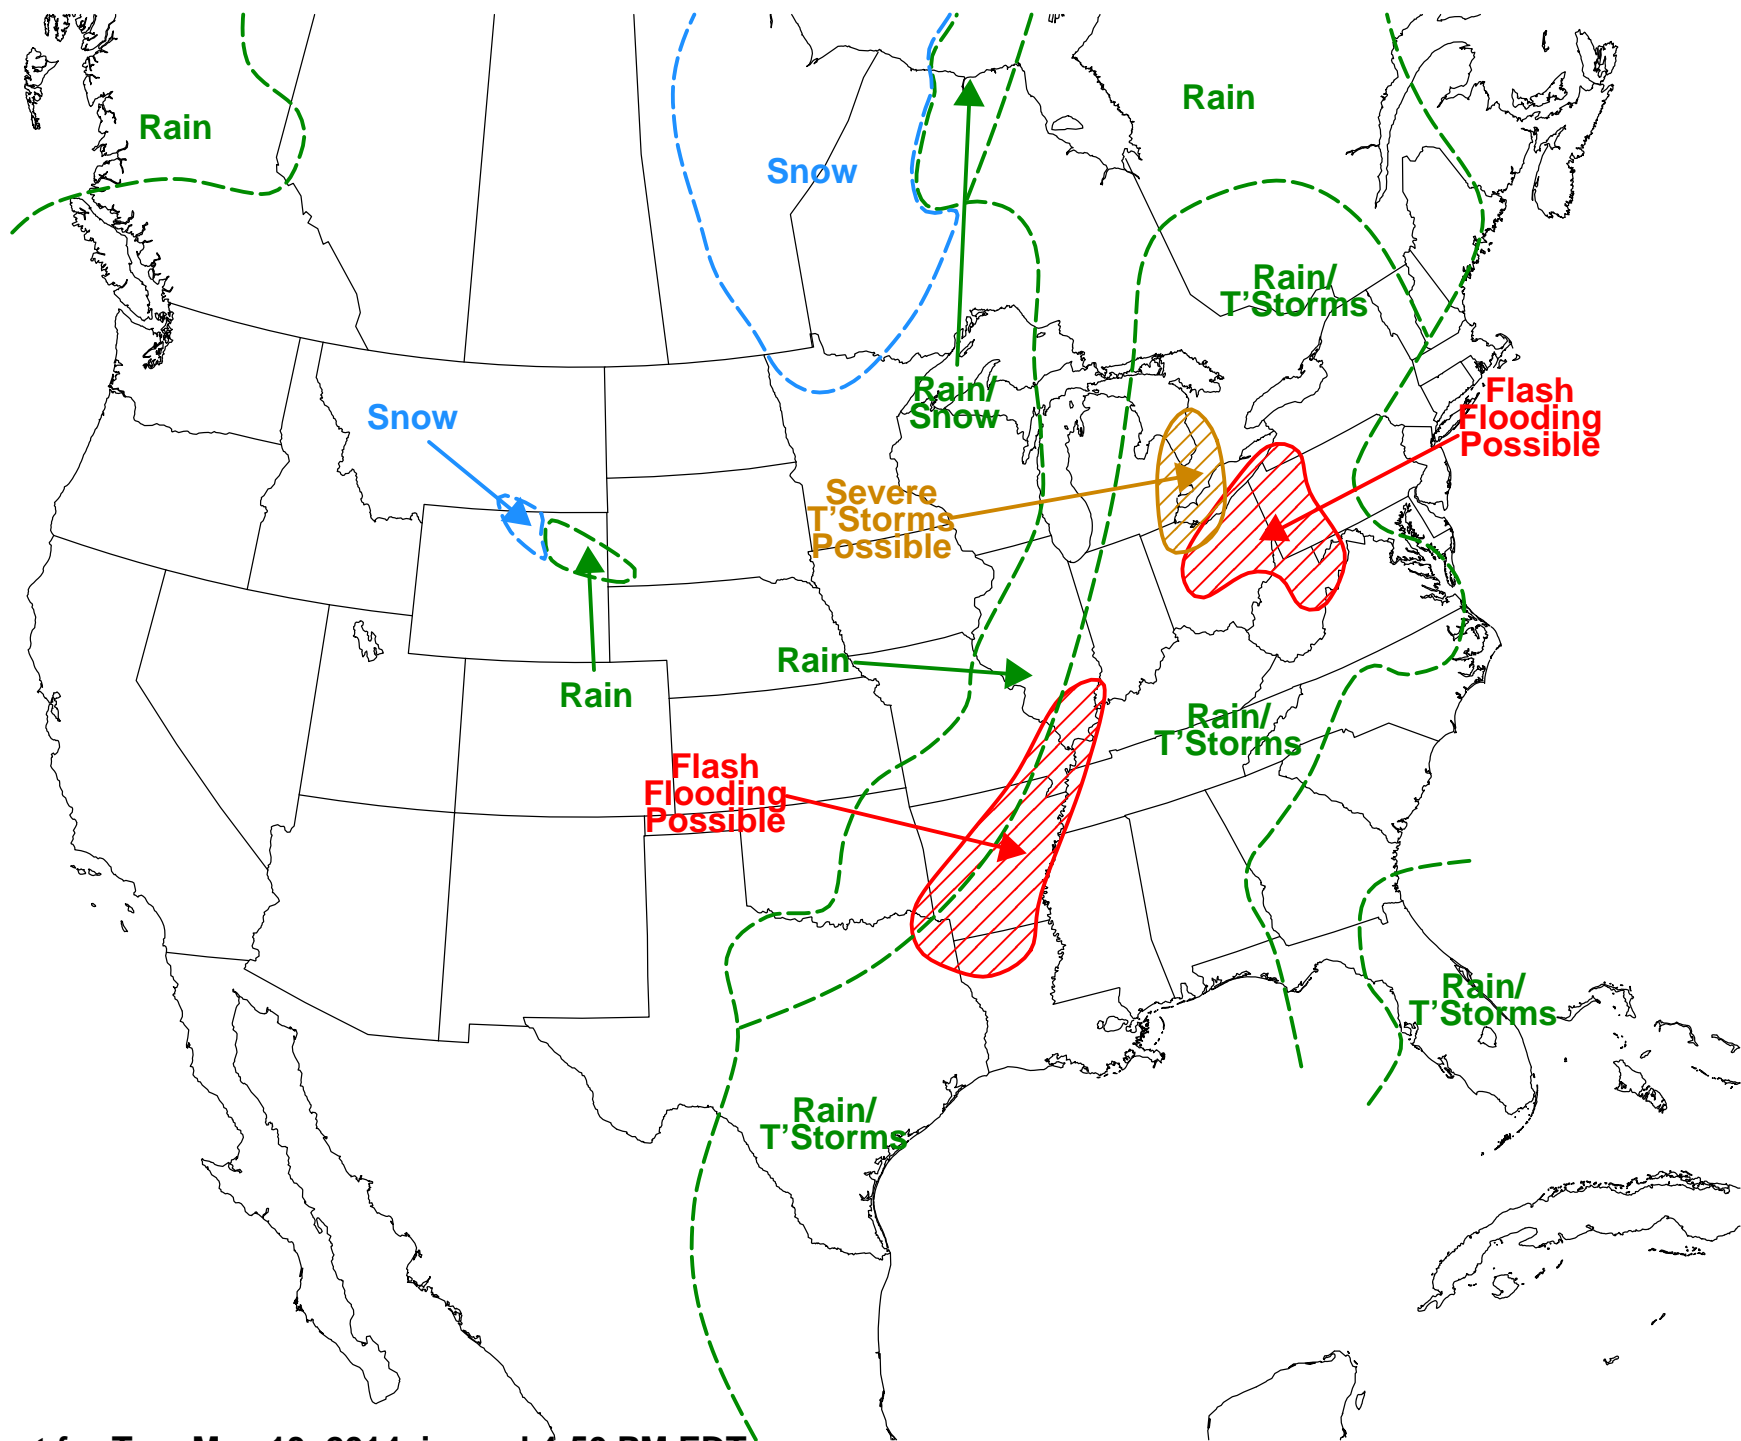 Rain
Rain
Snow
Rain/
T'Storms
Snow
Rain/
Snow
Flash
Flooding
Possible
Severe
T'Storms
Possible
Rain
Rain
Rain/
T'Storms
Flash
Flooding
Possible
Rain/
T'Storms
Rain/
T'Storms